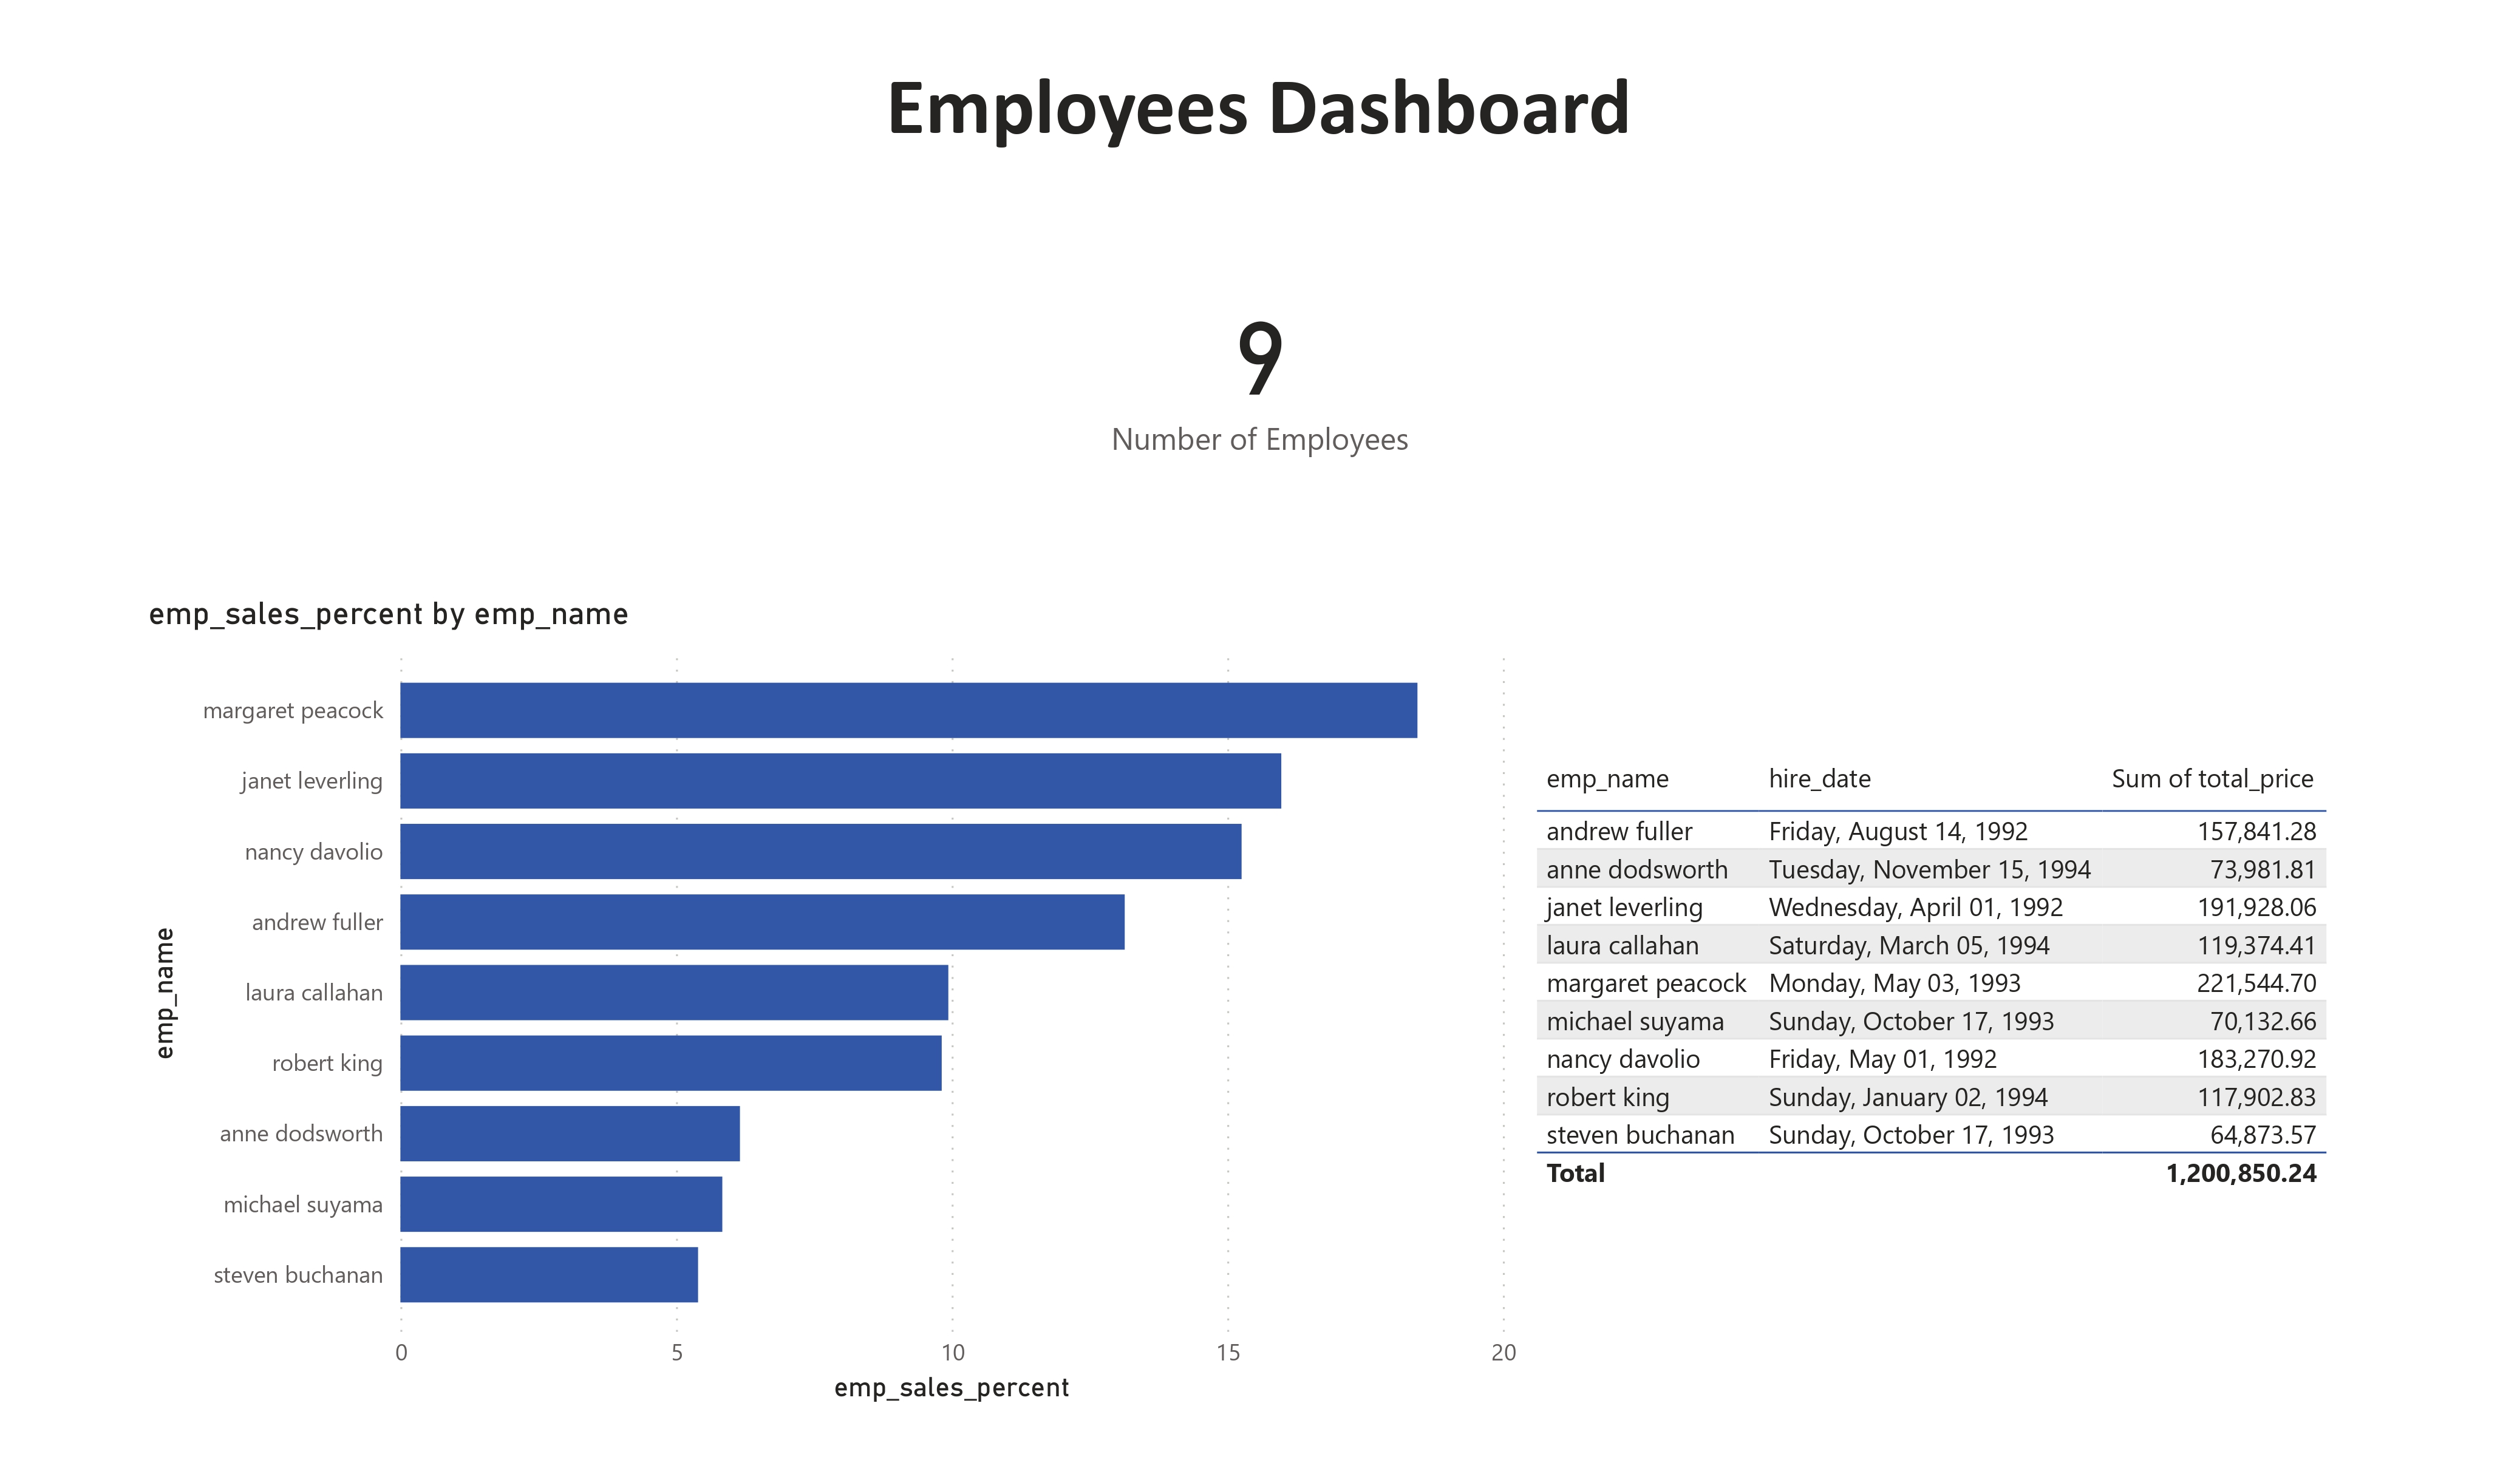 Employees Dashboard
9
Number of Employees
emp_sales_percent by emp_name
emp_name
margaret peacock
janet leverling
nancy davolio
andrew fuller
laura callahan
robert king
anne dodsworth
michael suyama
steven buchanan
0 5 10 15 20
emp_sales_percent
emp_name hire_date Sum of total_price
andrew fuller Friday, August 14, 1992 157,841.28
anne dodsworth Tuesday, November 15, 1994 73,981.81
janet leverling Wednesday, April 01, 1992 191,928.06
laura callahan Saturday, March 05, 1994 119,374.41
margaret peacock Monday, May 03, 1993 221,544.70
michael suyama Sunday, October 17, 1993 70,132.66
nancy davolio Friday, May 01, 1992 183,270.92
robert king Sunday, January 02, 1994 117,902.83
steven buchanan Sunday, October 17, 1993 64,873.57
Total 1,200,850.24